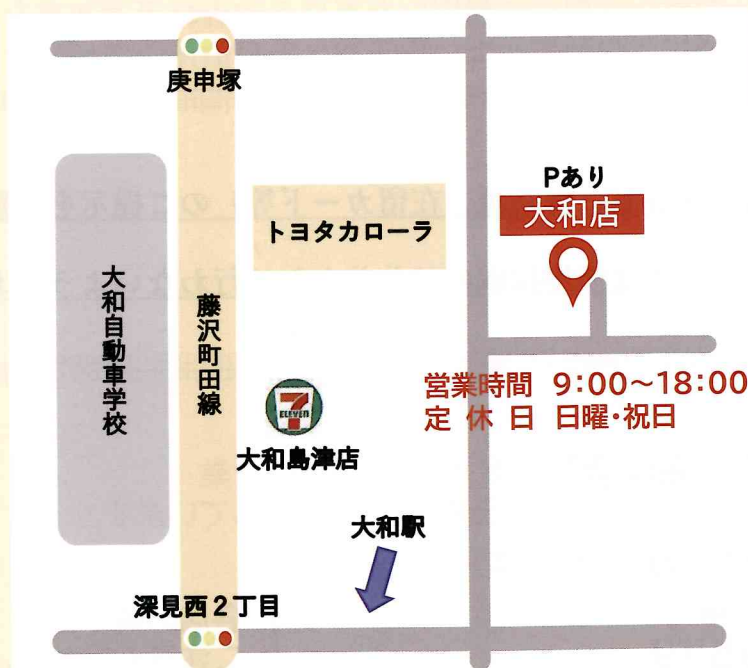 庚申塚
Pあり
大和店
トヨタカローラ
大和自動車学校
藤沢町田線
営業時間 9:00～18:00
定休日 日曜・祝日
7
ELEVEN
大和島津店
大和駅
深見西2丁目